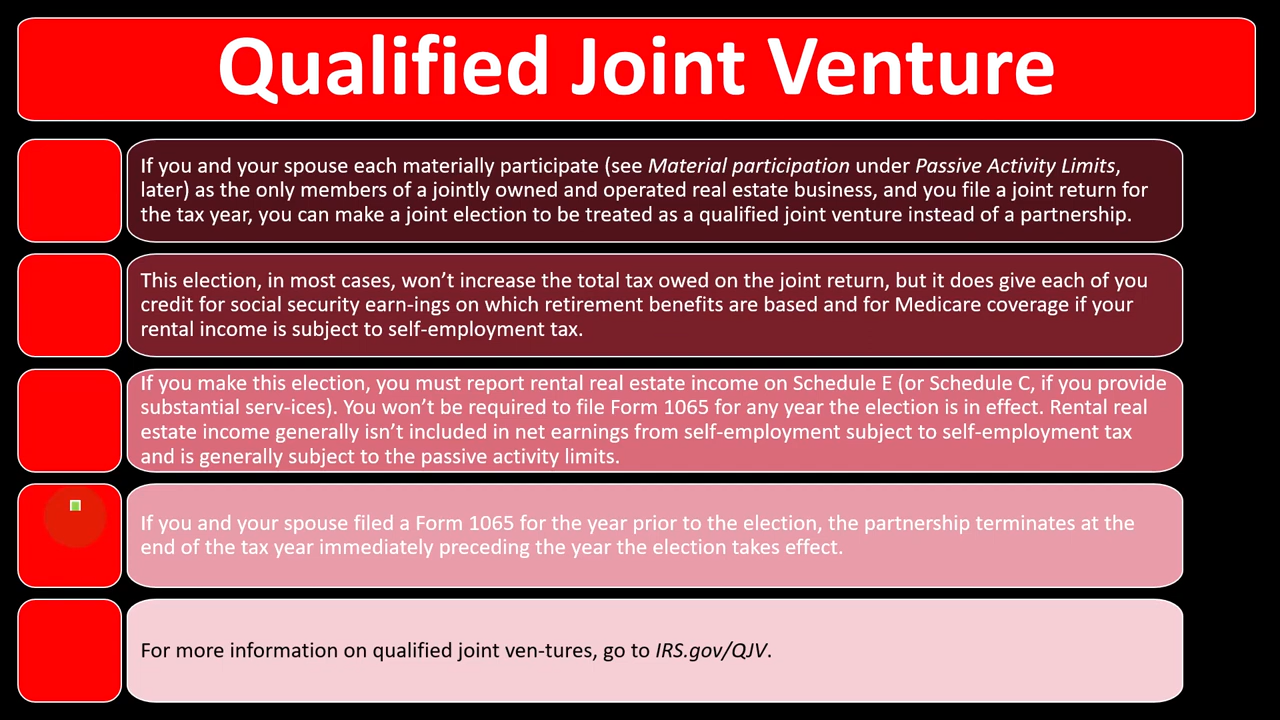 Qualified Joint Venture
If you and your spouse each materially participate (see Material participation under Passive Activity Limits,
later) as the only members of a jointly owned and operated real estate business, and you file a joint return for
the tax year, you can make a joint election to be treated as a qualified joint venture instead of a partnership.
This election, in most cases, won’t increase the total tax owed on the joint return, but it does give each of you
credit for social security earn-ings on which retirement benefits are based and for Medicare coverage if your
rental income is subject to self-employment tax.
If you make this election, you must report rental real estate income on Schedule E (or Schedule C, if you provide
substantial serv-ices). You won’t be required to file Form 1065 for any year the election is in effect. Rental real
estate income generally isn’t included in net earnings from self-employment subject to self-employment tax
and is generally subject to the passive activity limits.
If you and your spouse filed a Form 1065 for the year prior to the election, the partnership terminates at the
end of the tax year immediately preceding the year the election takes effect.
For more information on qualified joint ven-tures, go to IRS.gov/QJV.